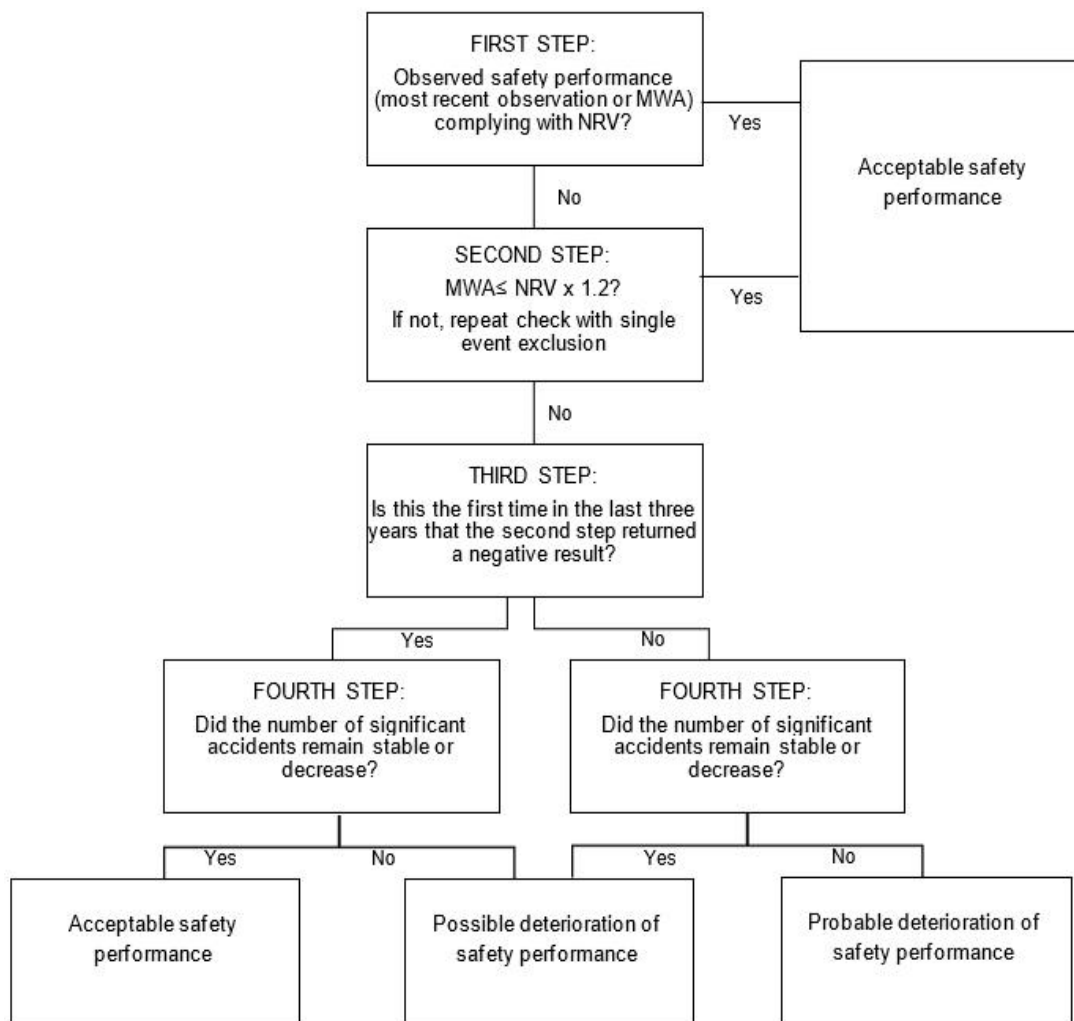 FIRST STEP:
Observed safety performance
(most recent observation or MWA)
complying with NRV?
Yes
Acceptable safety
performance
No
SECOND STEP:
MWA≤ NRV x 1.2?
If not, repeat check with single
event exclusion
Yes
No
THIRD STEP:
Is this the first time in the last three
years that the second step returned
a negative result?
Yes
No
FOURTH STEP:
Did the number of significant
accidents remain stable or
decrease?
FOURTH STEP:
Did the number of significant
accidents remain stable or
decrease?
Yes
No
Yes
No
Acceptable safety
performance
Possible deterioration of
safety performance
Probable deterioration of
safety performance